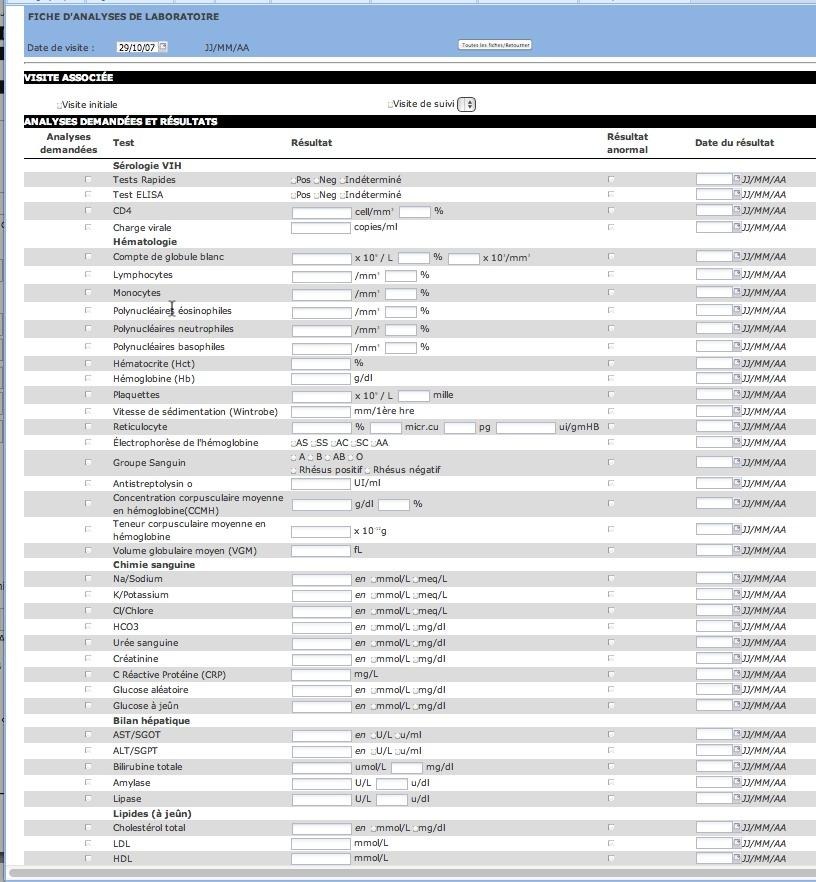 FICHE D'ANALYSES DE LABORATOIRE
Date de visite : 29/10/07 JJ/MM/AA Toutes les fiches/Retourner
VISITE ASSOCIÉE
Visite initiale Visite de suivi
ANALYSES DEMANDÉES ET RÉSULTATS
Analyses demandées Test Résultat Résultat anormal Date du résultat
Sérologie VIH
Tests Rapides Pos Neg Indéterminé JJ/MM/AA
Test ELISA Pos Neg Indéterminé JJ/MM/AA
CD4 cell/mm³ % JJ/MM/AA
Charge virale copies/ml JJ/MM/AA
Hématologie
Compte de globule blanc x 10⁹ / L % x 10³/mm³ JJ/MM/AA
Lymphocytes /mm³ % JJ/MM/AA
Monocytes /mm³ % JJ/MM/AA
Polynucléaires éosinophiles /mm³ % JJ/MM/AA
Polynucléaires neutrophiles /mm³ % JJ/MM/AA
Polynucléaires basophiles /mm³ % JJ/MM/AA
Hématocrite (Hct) % JJ/MM/AA
Hémoglobine (Hb) g/dl JJ/MM/AA
Plaquettes x 10⁹ / L mille JJ/MM/AA
Vitesse de sédimentation (Wintrobe) mm/1ère hre JJ/MM/AA
Reticulocyte % micr.cu pg ui/gmHB JJ/MM/AA
Électrophorèse de l'hémoglobine AS SS AC SC AA JJ/MM/AA
Groupe Sanguin A B AB O JJ/MM/AA
Rhésus positif Rhésus négatif
Antistreptolysin o UI/ml JJ/MM/AA
Concentration corpusculaire moyenne
en hémoglobine(CCMH) g/dl % JJ/MM/AA
Teneur corpusculaire moyenne en
hémoglobine x 10⁻¹²g JJ/MM/AA
Volume globulaire moyen (VGM) fL JJ/MM/AA
Chimie sanguine
Na/Sodium en mmol/L meq/L JJ/MM/AA
K/Potassium en mmol/L meq/L JJ/MM/AA
Cl/Chlore en mmol/L meq/L JJ/MM/AA
HCO3 en mmol/L mg/dl JJ/MM/AA
Urée sanguine en mmol/L mg/dl JJ/MM/AA
Créatinine en mmol/L mg/dl JJ/MM/AA
C Réactive Protéine (CRP) mg/L JJ/MM/AA
Glucose aléatoire en mmol/L mg/dl JJ/MM/AA
Glucose à jeûn en mmol/L mg/dl JJ/MM/AA
Bilan hépatique
AST/SGOT en U/L u/ml JJ/MM/AA
ALT/SGPT en U/L u/ml JJ/MM/AA
Bilirubine totale umol/L mg/dl JJ/MM/AA
Amylase U/L u/dl JJ/MM/AA
Lipase U/L u/dl JJ/MM/AA
Lipides (à jeûn)
Cholestérol total en mmol/L mg/dl JJ/MM/AA
LDL mmol/L JJ/MM/AA
HDL mmol/L JJ/MM/AA